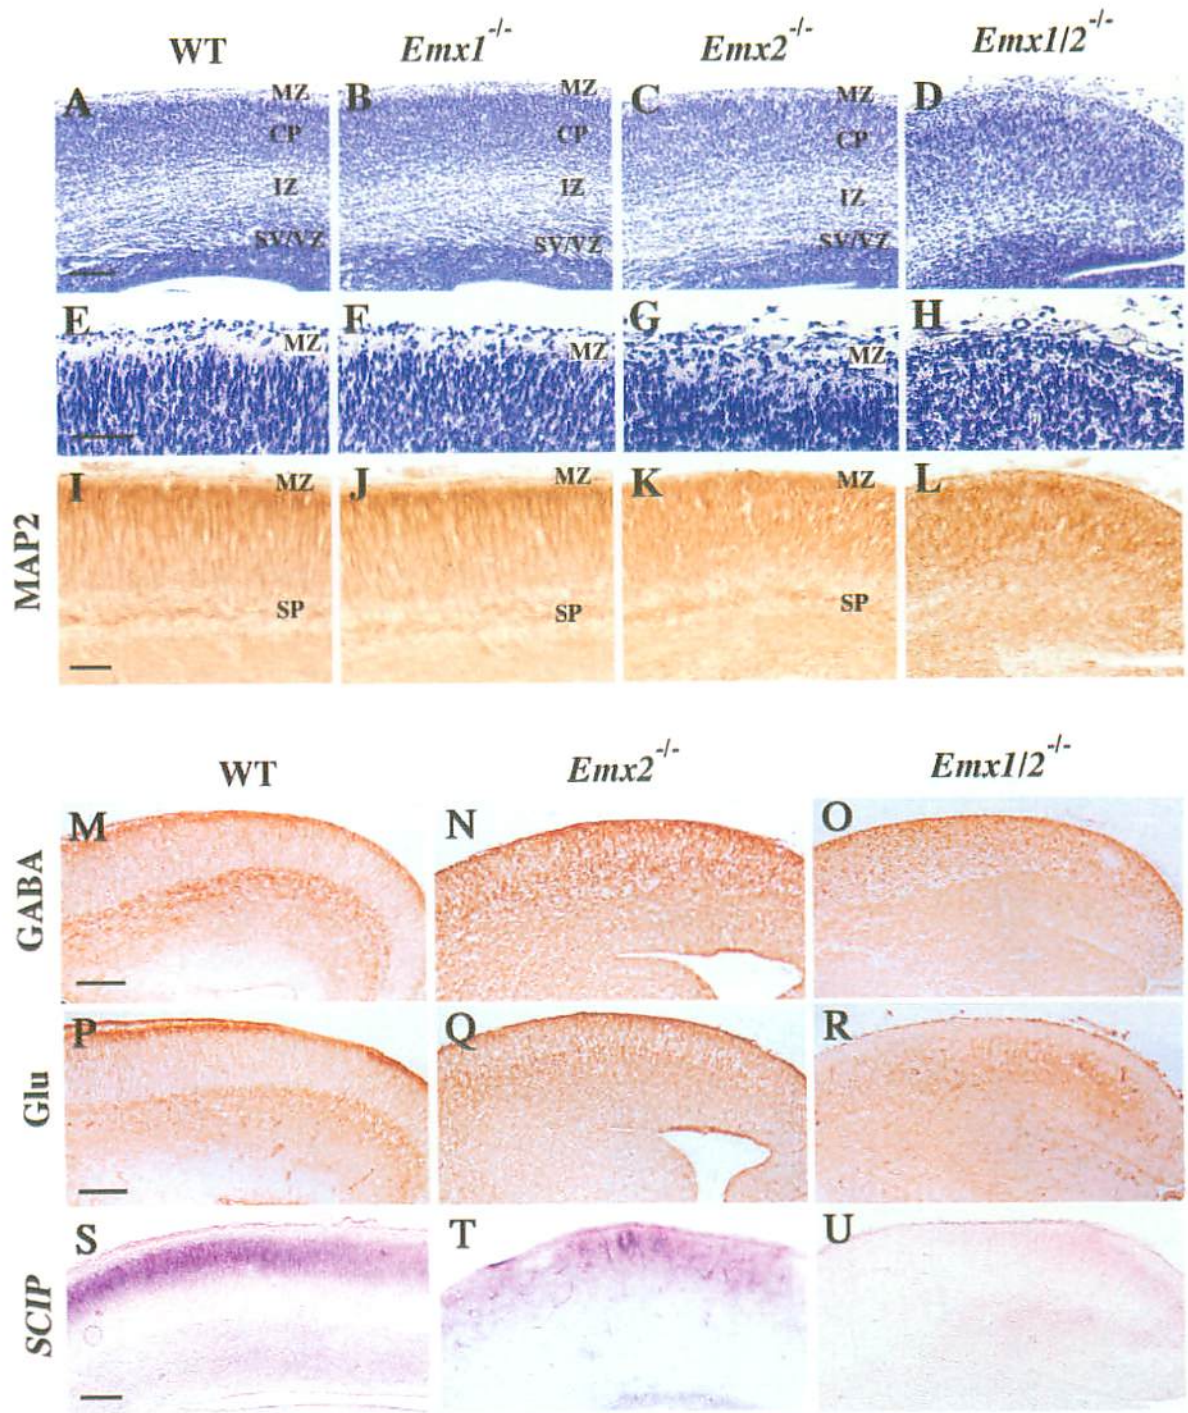 WT Emx1-/- Emx2-/- Emx1/2-/-
A MZ B MZ C MZ D
CP CP CP
IZ IZ IZ
SV/VZ SV/VZ SV/VZ
E MZ F MZ G MZ H
MAP2
I MZ J MZ K MZ L
SP SP SP
WT Emx2-/- Emx1/2-/-
GABA
M N O
Glu
P Q R
SCIP
S T U